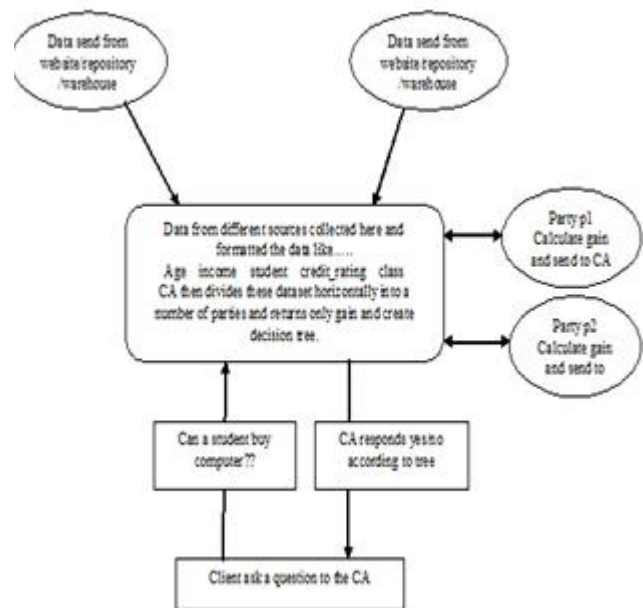 Data send from
website/repository
/warehouse
Data send from
website/repository
/warehouse
Data from different sources collected here and
formatted the data like......
Age income student credit_rating class
CA then divides these dataset horizontally into a
number of parties and returns only gain and create
decision tree.
Party p1
Calculate gain
and send to CA
Party p2
Calculate gain
and send to
Can a student buy
computer??
CA responds yes/no
according to tree
Client ask a question to the CA